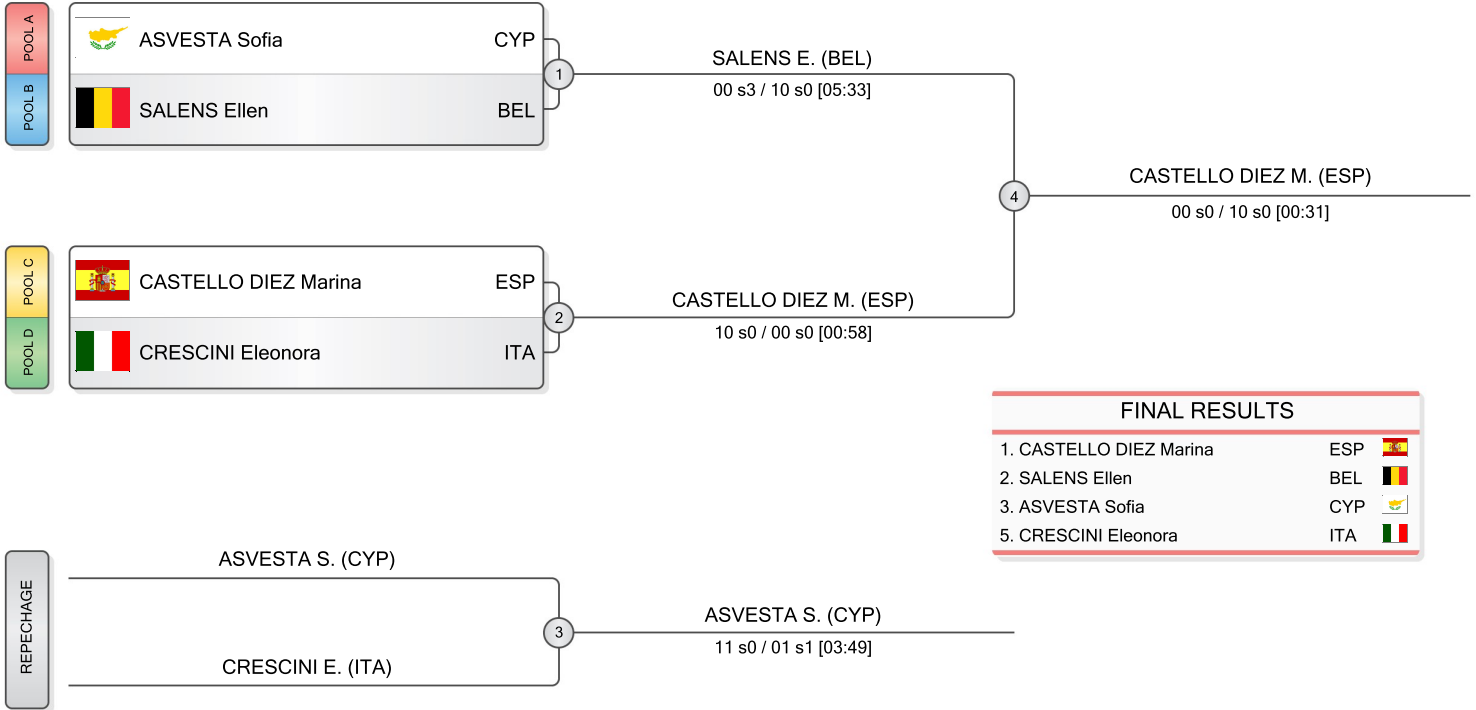 POOL A
ASVESTA Sofia CYP
POOL B
SALENS Ellen BEL
1
SALENS E. (BEL)
00 s3 / 10 s0 [05:33]
POOL C
CASTELLO DIEZ Marina ESP
POOL D
CRESCINI Eleonora ITA
2
CASTELLO DIEZ M. (ESP)
10 s0 / 00 s0 [00:58]
4
CASTELLO DIEZ M. (ESP)
00 s0 / 10 s0 [00:31]
FINAL RESULTS
1. CASTELLO DIEZ Marina ESP
2. SALENS Ellen BEL
3. ASVESTA Sofia CYP
5. CRESCINI Eleonora ITA
REPECHAGE
ASVESTA S. (CYP)
CRESCINI E. (ITA)
3
ASVESTA S. (CYP)
11 s0 / 01 s1 [03:49]